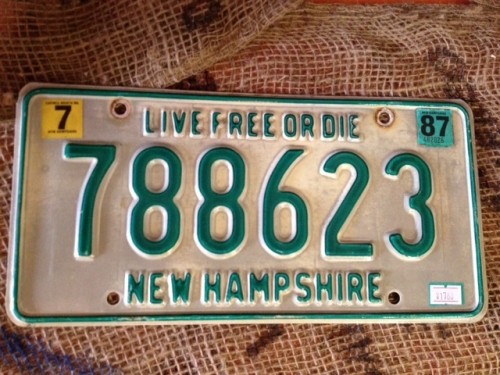 7
LIVE FREE OR DIE
87
788623
NEW HAMPSHIRE